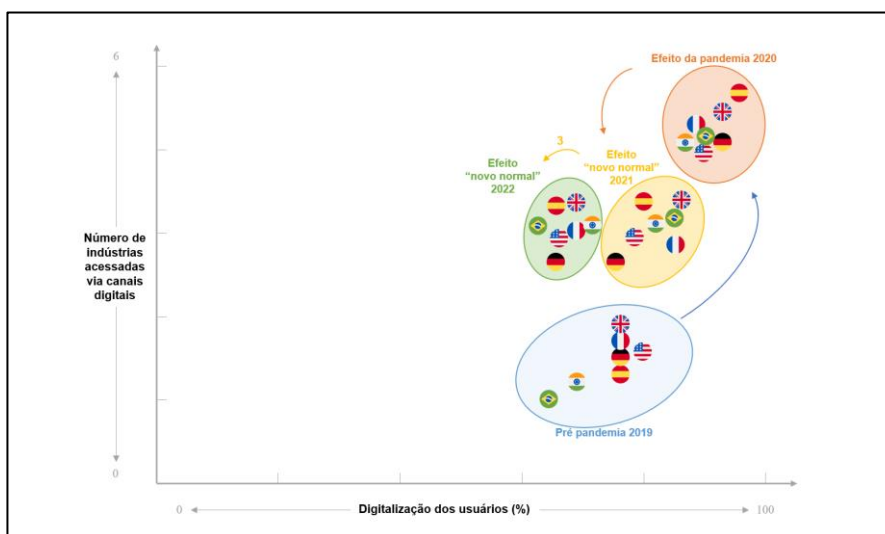 6
Efeito da pandemia 2020
3
Efeito
“novo normal”
2022
Efeito
“novo normal”
2021
Número de
indústrias
acessadas
via canais
digitais
Pré pandemia 2019
0
0
Digitalização dos usuários (%)
100